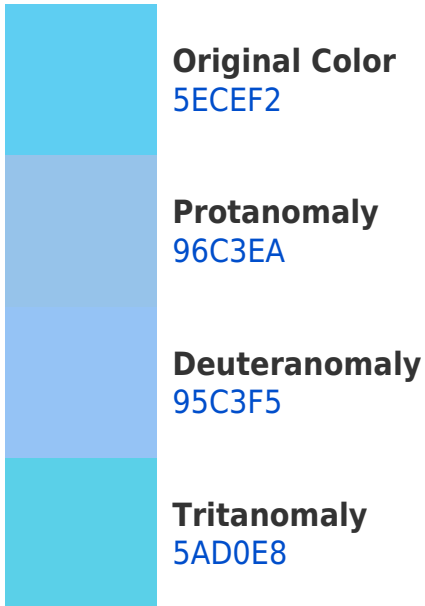 Original Color
5ECEF2
Protanomaly
96C3EA
Deuteranomaly
95C3F5
Tritanomaly
5AD0E8